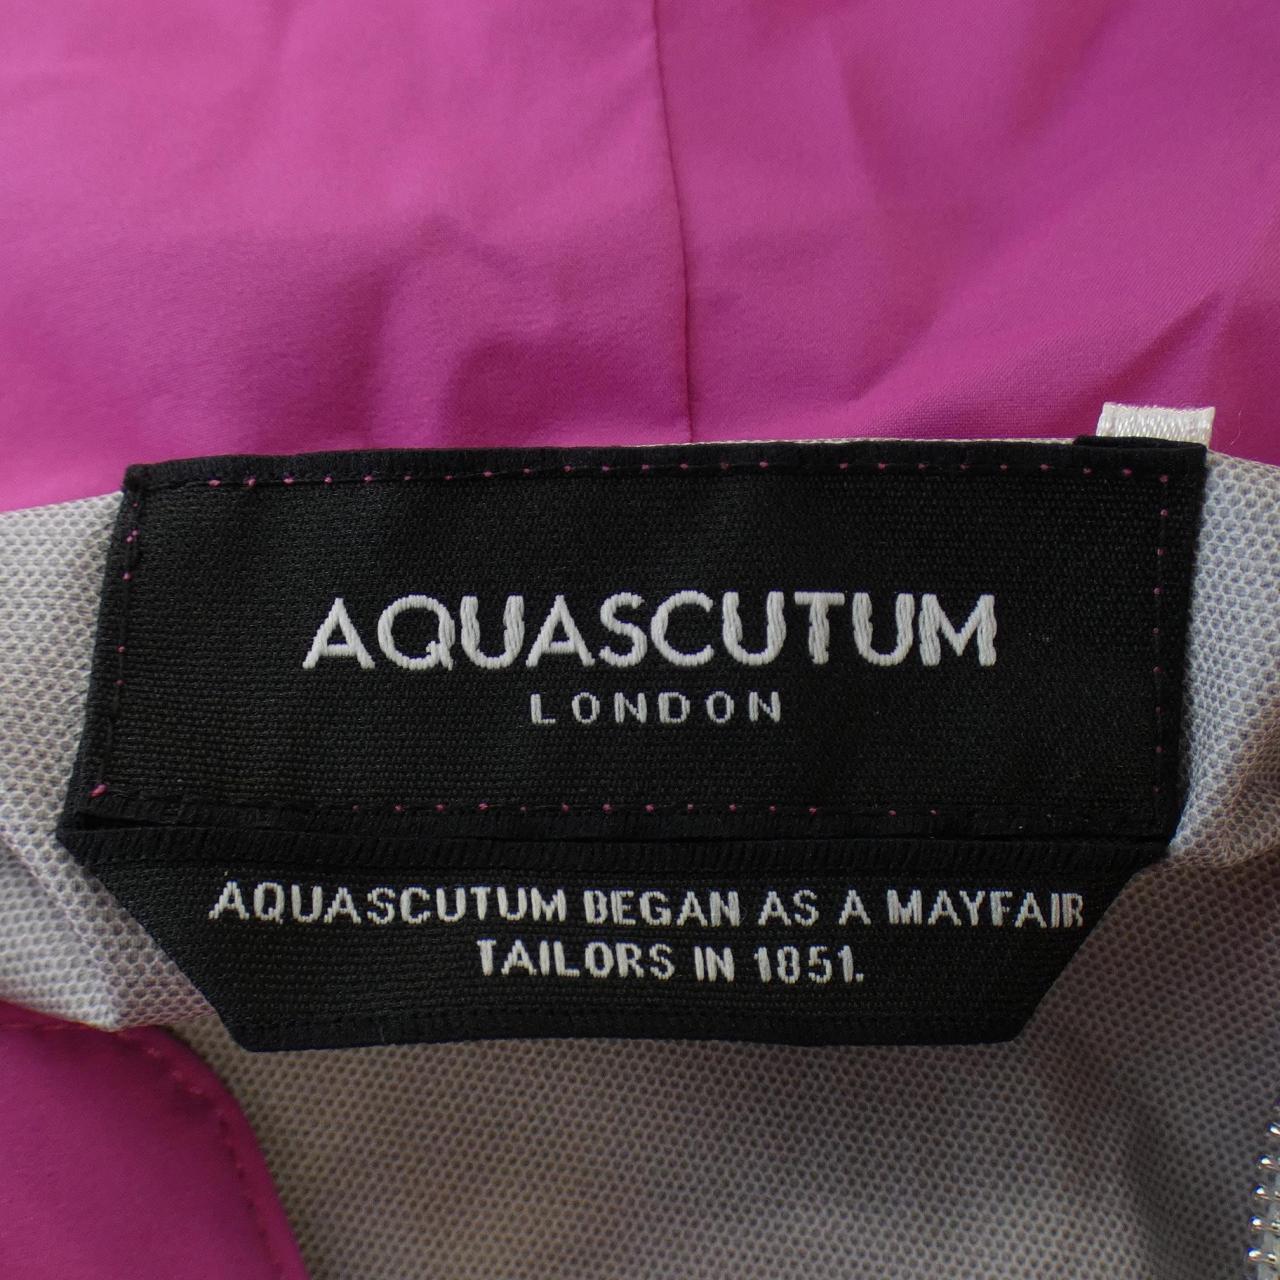 AQUASCUTUM
LONDON
AQUASCUTUM BEGAN AS A MAYFAIR
TAILORS IN 1851.